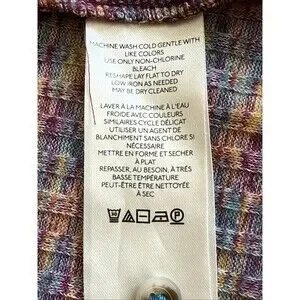 MACHINE WASH COLD GENTLE WITH
LIKE COLORS
USE ONLY NON-CHLORINE
BLEACH
RESHAPE LAY FLAT TO DRY
LOW IRON AS NEEDED
MAY BE DRY CLEANED
LAVER À LA MACHINE À L'EAU
FROIDE AVEC COULEURS
SIMILAIRES CYCLE DÉLICAT
UTILISER UN AGENT DE
BLANCHIMENT SANS CHLORE SI
NÉCESSAIRE
METTRE EN FORME ET SECHER
À PLAT
REPASSER, AU BESOIN, À TRÈS
BASSE TEMPÉRATURE
PEUT-ÊTRE ÊTRE NETTOYÉE
À SEC